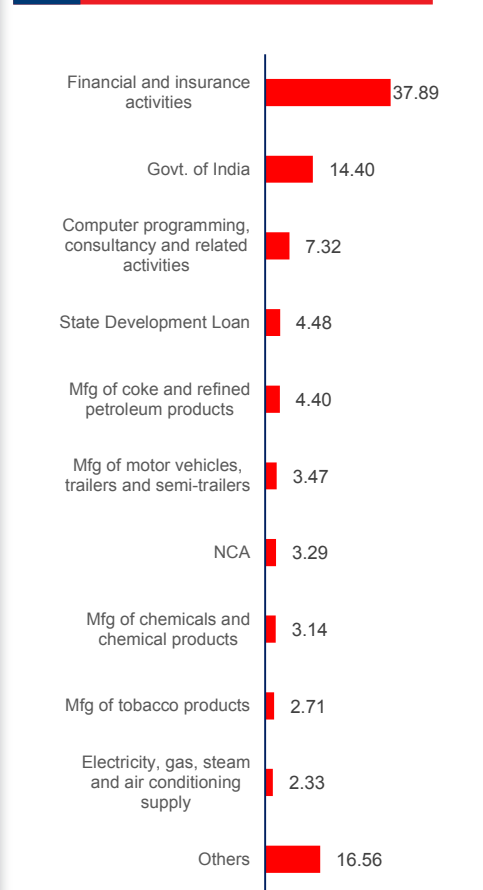 Financial and insurance
activities
37.89
Govt. of India
14.40
Computer programming,
consultancy and related
activities
7.32
State Development Loan
4.48
Mfg of coke and refined
petroleum products
4.40
Mfg of motor vehicles,
trailers and semi-trailers
3.47
NCA
3.29
Mfg of chemicals and
chemical products
3.14
Mfg of tobacco products
2.71
Electricity, gas, steam
and air conditioning
supply
2.33
Others
16.56